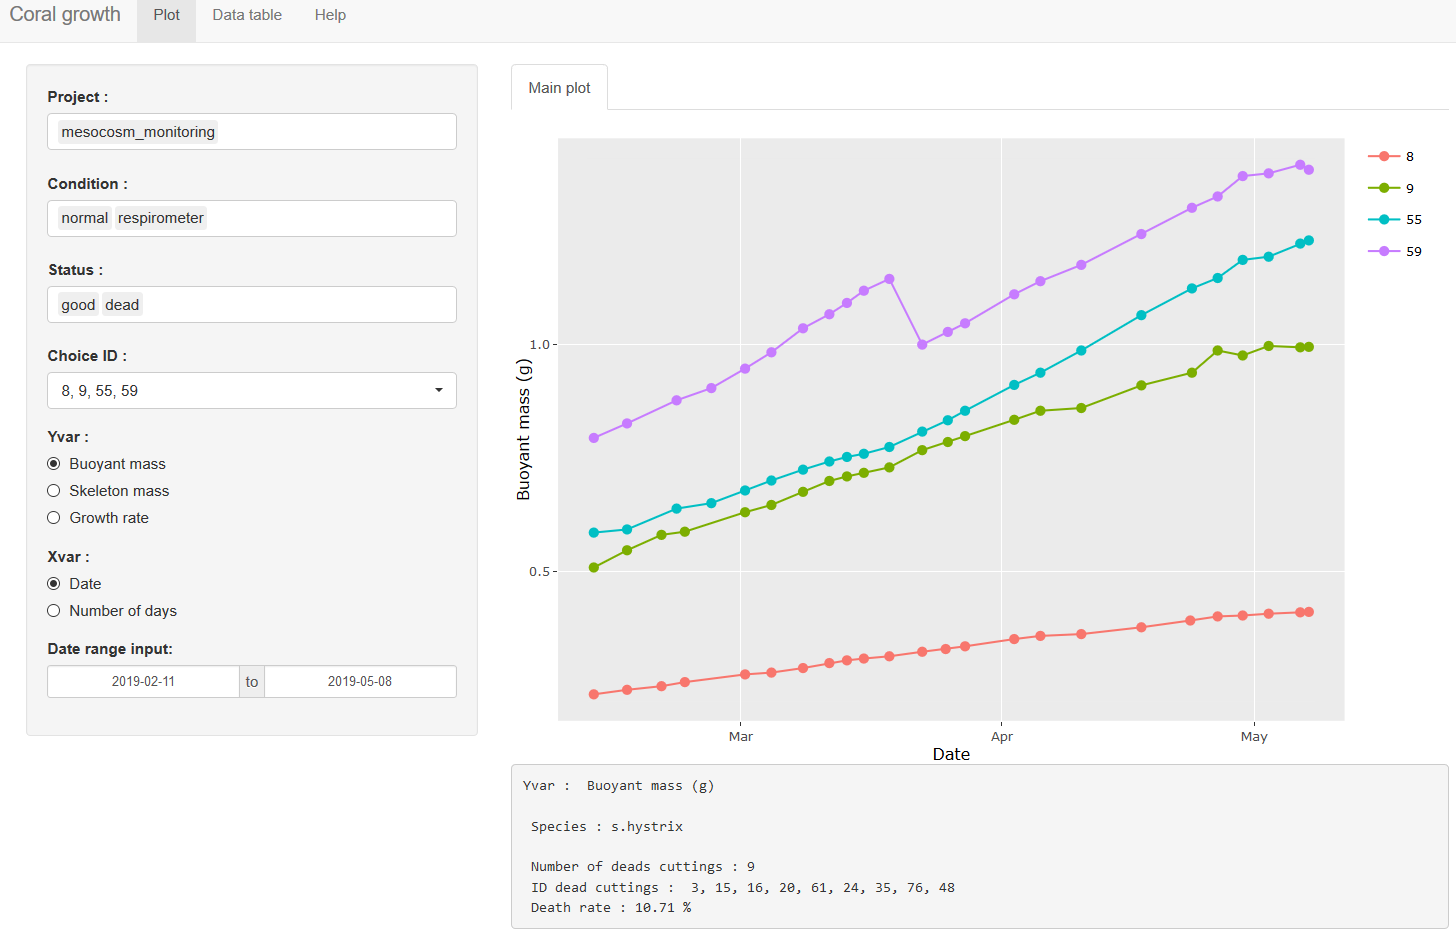 Coral growth Plot Data table Help
Project :
mesocosm_monitoring
Condition :
normal respirometer
Status :
good dead
Choice ID :
8, 9, 55, 59
Yvar :
Buoyant mass
Skeleton mass
Growth rate
Xvar :
Date
Number of days
Date range input:
2019-02-11 to 2019-05-08
Main plot
8
9
55
59
1.0
0.5
Buoyant mass (g)
Mar Apr May
Date
Yvar : Buoyant mass (g)
Species : s.hystrix
Number of deads cuttings : 9
ID dead cuttings : 3, 15, 16, 20, 61, 24, 35, 76, 48
Death rate : 10.71 %